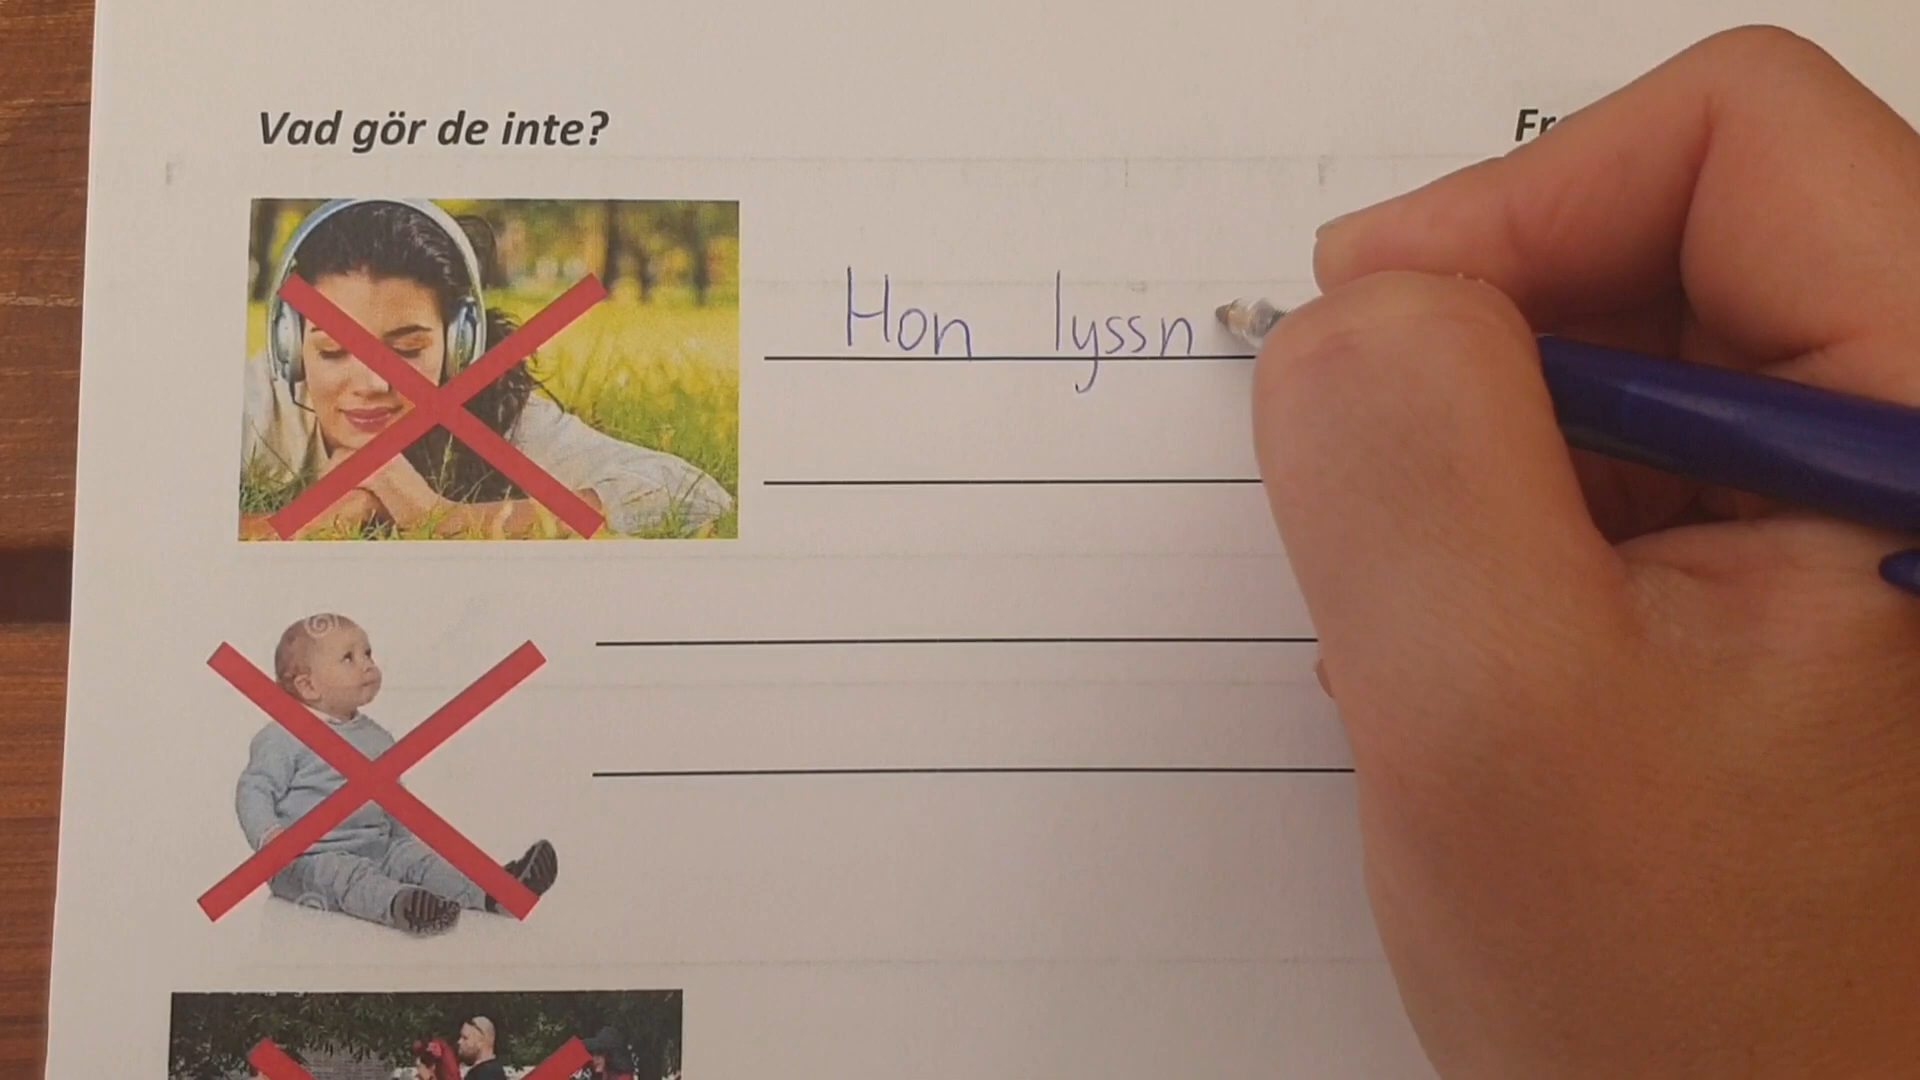 Vad gör de inte?
Hon lyssn